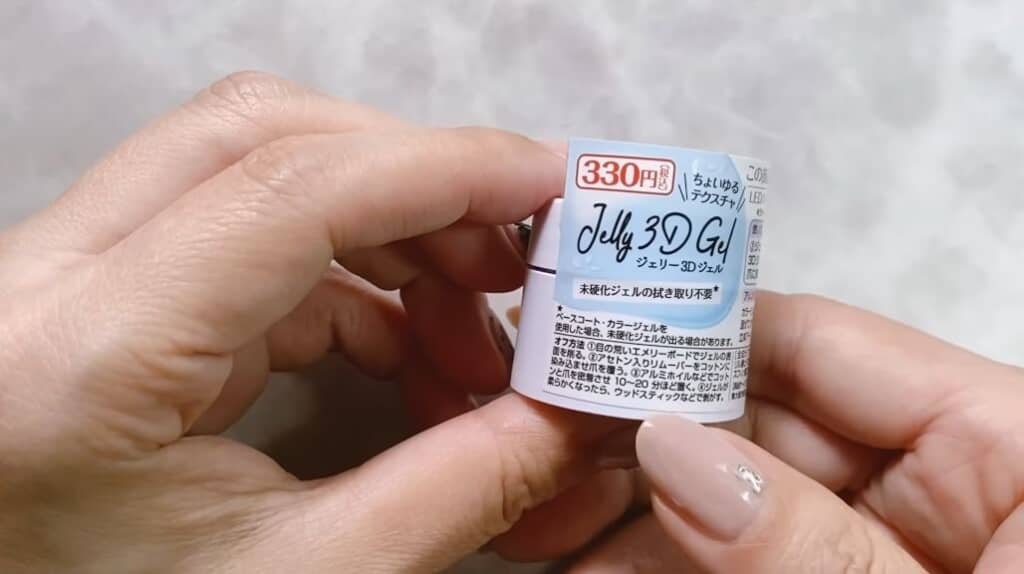 330円(税込)
ちょいゆる
テクスチャ
Jelly 3D Gel
ジェリー3Dジェル
未硬化ジェルの拭き取り不要*
*
ベースコート・カラージェルを
使用した場合、未硬化ジェルが出る場合があります。
オフ方法 ①目の荒いエメリーボードでジェルの表
面を削る。②アセトン入りリムーバーをコットンに
染み込ませ爪を覆う。③アルミホイルなどでコット
ンと爪を密着させ 10〜20 分ほど置く。④ジェルが
柔らかくなったら、ウッドスティックなどで剥がす。
この
LED